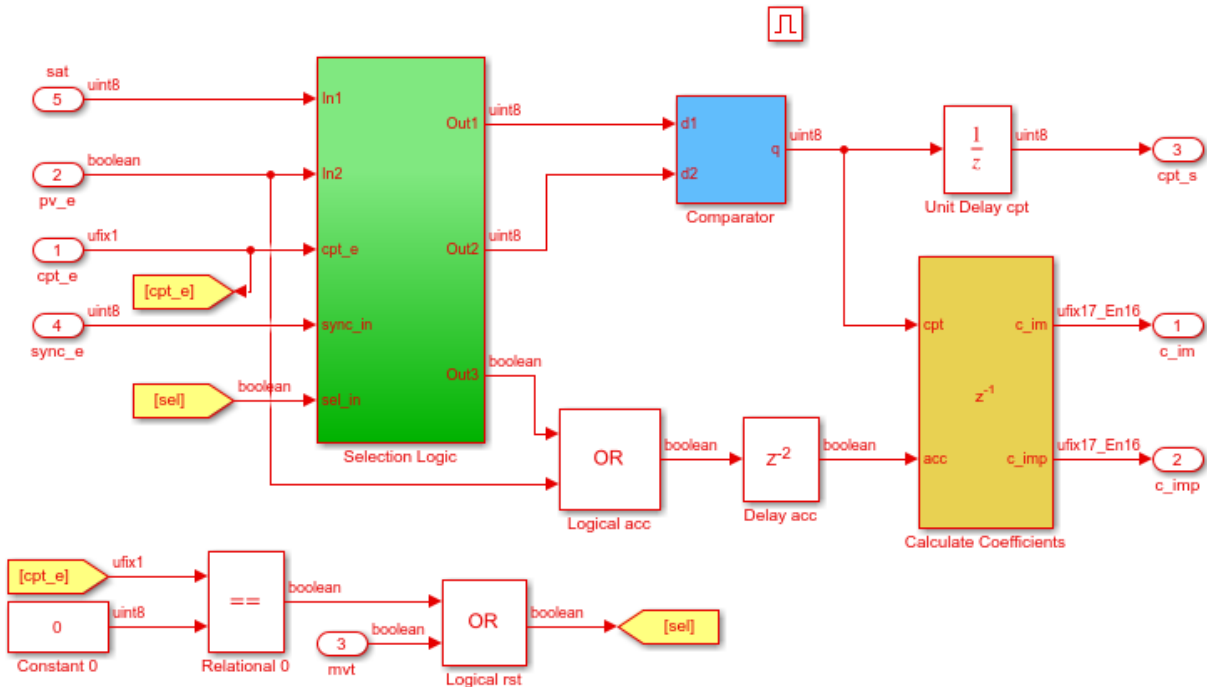 sat
5
uint8
In1
Out1
uint8
d1
q
uint8
1
z
uint8
3
cpt_s
boolean
2
pv_e
In2
d2
Comparator
Unit Delay cpt
ufix1
1
cpt_e
cpt_e
Out2
uint8
[cpt_e]
uint8
4
sync_e
sync_in
boolean
Out3
cpt
c_im
ufix17_En16
1
c_im
[sel]
boolean
sel_in
z-1
Selection Logic
OR
boolean
Logical acc
z-2
boolean
Delay acc
acc
c_imp
ufix17_En16
2
c_imp
Calculate Coefficients
[cpt_e]
ufix1
0
uint8
Constant 0
==
boolean
Relational 0
boolean
3
mvt
OR
boolean
Logical rst
[sel]